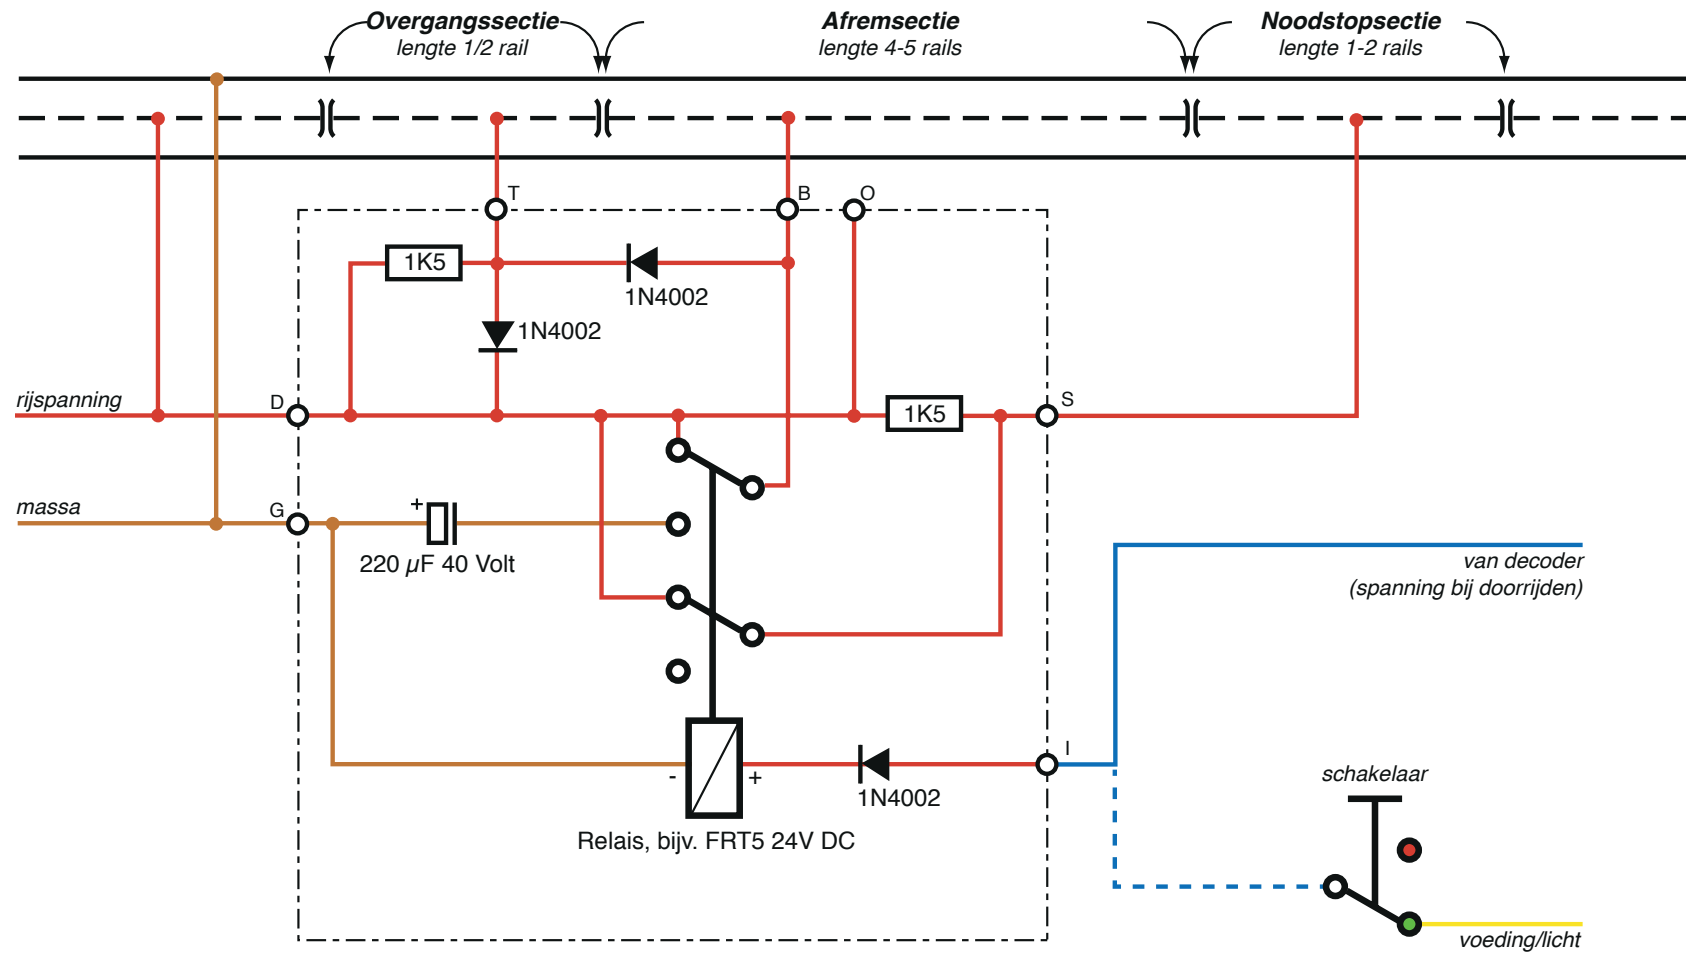 Overgangssectie
lengte 1/2 rail
Afremsectie
lengte 4-5 rails
Noodstopsectie
lengte 1-2 rails
T
B
O
1K5
1N4002
1N4002
rijspanning
D
1K5
S
massa
G
+
220 µF 40 Volt
van decoder
(spanning bij doorrijden)
I
- +
1N4002
schakelaar
Relais, bijv. FRT5 24V DC
voeding/licht